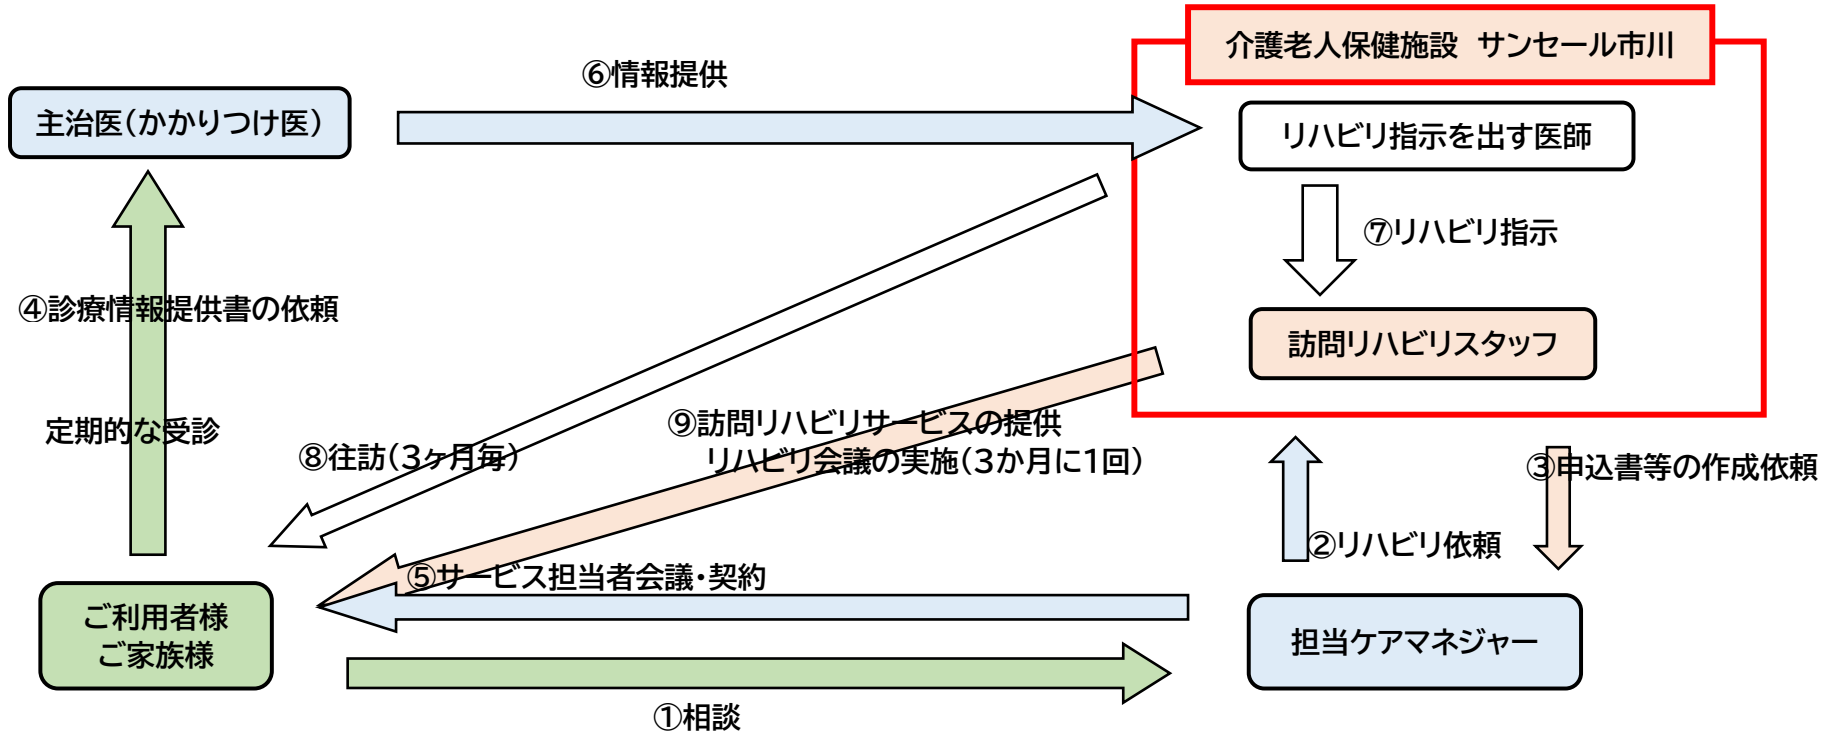 介護老人保健施設 サンセール市川
⑥情報提供
主治医(かかりつけ医)
リハビリ指示を出す医師
⑦リハビリ指示
④診療情報提供書の依頼
訪問リハビリスタッフ
定期的な受診
⑧往訪(3ヶ月毎)
⑨訪問リハビリサービスの提供
リハビリ会議の実施(3か月に1回)
③申込書等の作成依頼
②リハビリ依頼
⑤サービス担当者会議・契約
ご利用者様
ご家族様
担当ケアマネジャー
①相談